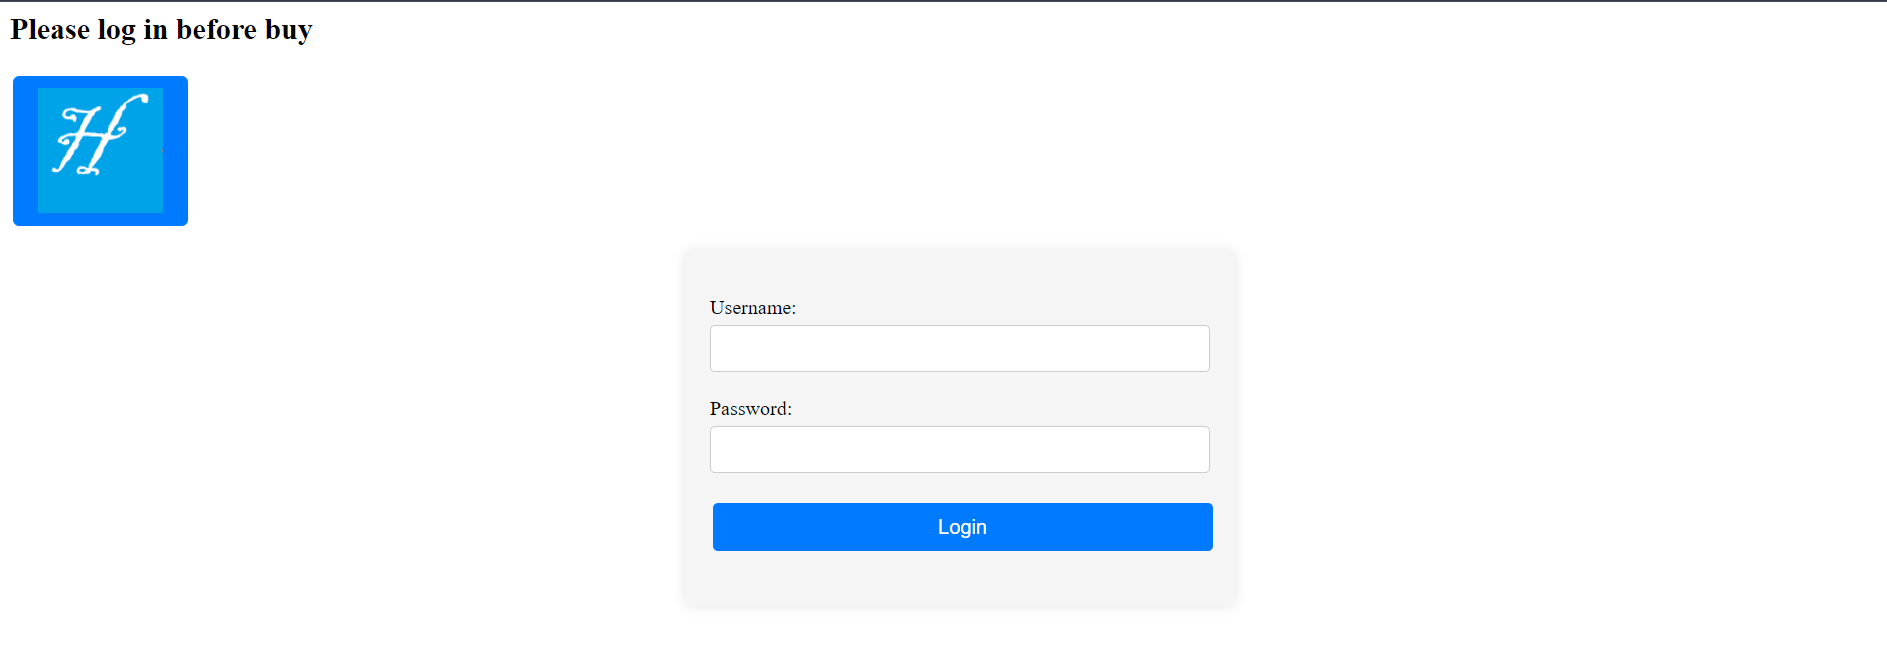 Please log in before buy
H
Username:
Password:
Login